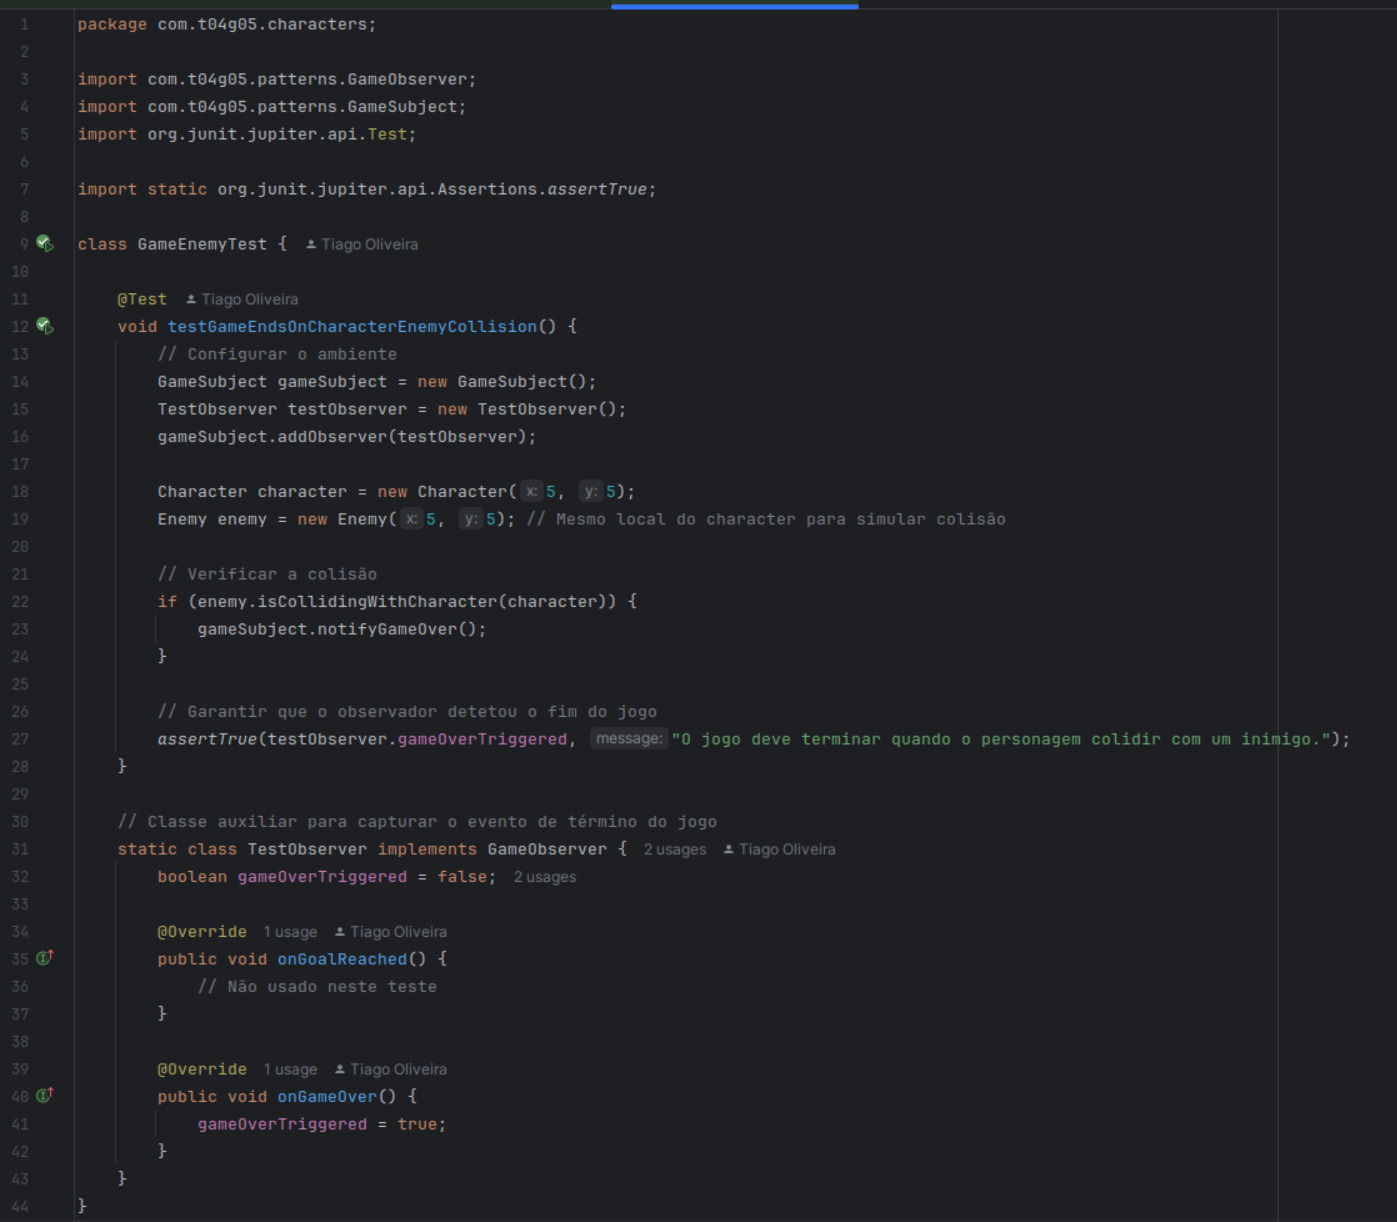 1 package com.t04g05.characters;
2
3 import com.t04g05.patterns.GameObserver;
4 import com.t04g05.patterns.GameSubject;
5 import org.junit.jupiter.api.Test;
6
7 import static org.junit.jupiter.api.Assertions.assertTrue;
8
9 class GameEnemyTest { Tiago Oliveira
10
11 @Test Tiago Oliveira
12 void testGameEndsOnCharacterEnemyCollision() {
13 // Configurar o ambiente
14 GameSubject gameSubject = new GameSubject();
15 TestObserver testObserver = new TestObserver();
16 gameSubject.addObserver(testObserver);
17
18 Character character = new Character( x: 5, y: 5);
19 Enemy enemy = new Enemy( x: 5, y: 5); // Mesmo local do character para simular colisão
20
21 // Verificar a colisão
22 if (enemy.isCollidingWithCharacter(character)) {
23 gameSubject.notifyGameOver();
24 }
25
26 // Garantir que o observador detetou o fim do jogo
27 assertTrue(testObserver.gameOverTriggered, message: "O jogo deve terminar quando o personagem colidir com um inimigo.");
28 }
29
30 // Classe auxiliar para capturar o evento de término do jogo
31 static class TestObserver implements GameObserver { 2 usages Tiago Oliveira
32 boolean gameOverTriggered = false; 2 usages
33
34 @Override 1 usage Tiago Oliveira
35 public void onGoalReached() {
36 // Não usado neste teste
37 }
38
39 @Override 1 usage Tiago Oliveira
40 public void onGameOver() {
41 gameOverTriggered = true;
42 }
43 }
44 }